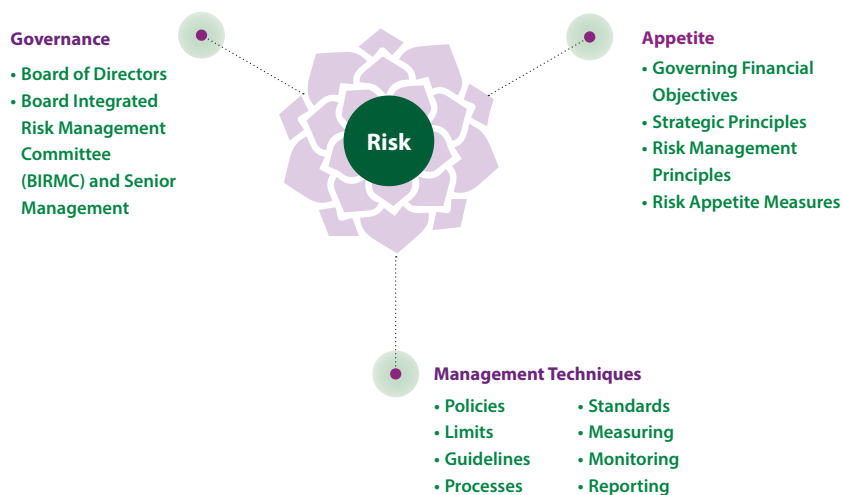 Governance
• Board of Directors
• Board Integrated
Risk Management
Committee
(BIRMC) and Senior
Management
Risk
Appetite
• Governing Financial
Objectives
• Strategic Principles
• Risk Management
Principles
• Risk Appetite Measures
Management Techniques
• Policies
• Limits
• Guidelines
• Processes
• Standards
• Measuring
• Monitoring
• Reporting